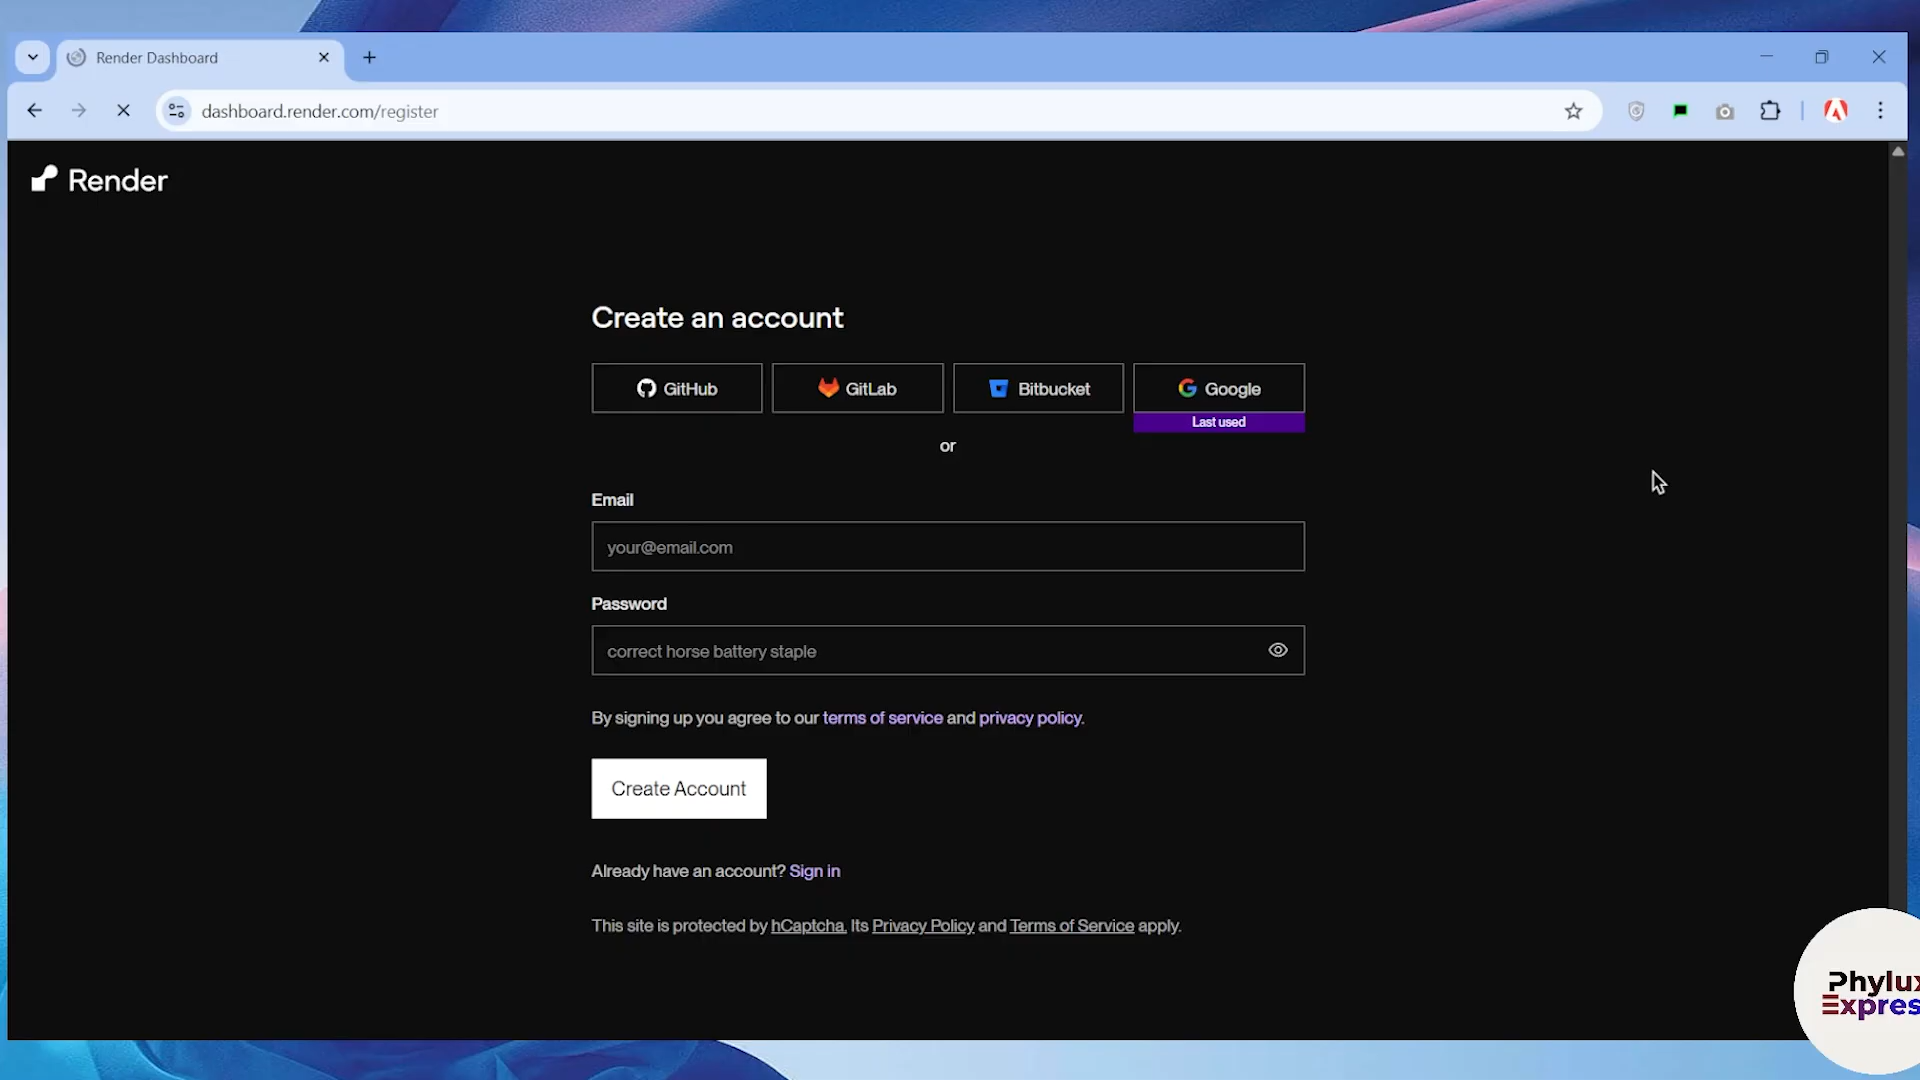 Render Dashboard
dashboard.render.com/register
Render
Create an account
GitHub
GitLab
Bitbucket
Google
Last used
or
Email
your@email.com
Password
correct horse battery staple
By signing up you agree to our terms of service and privacy policy.
Create Account
Already have an account? Sign in
This site is protected by hCaptcha. Its Privacy Policy and Terms of Service apply.
Phylux
Expres